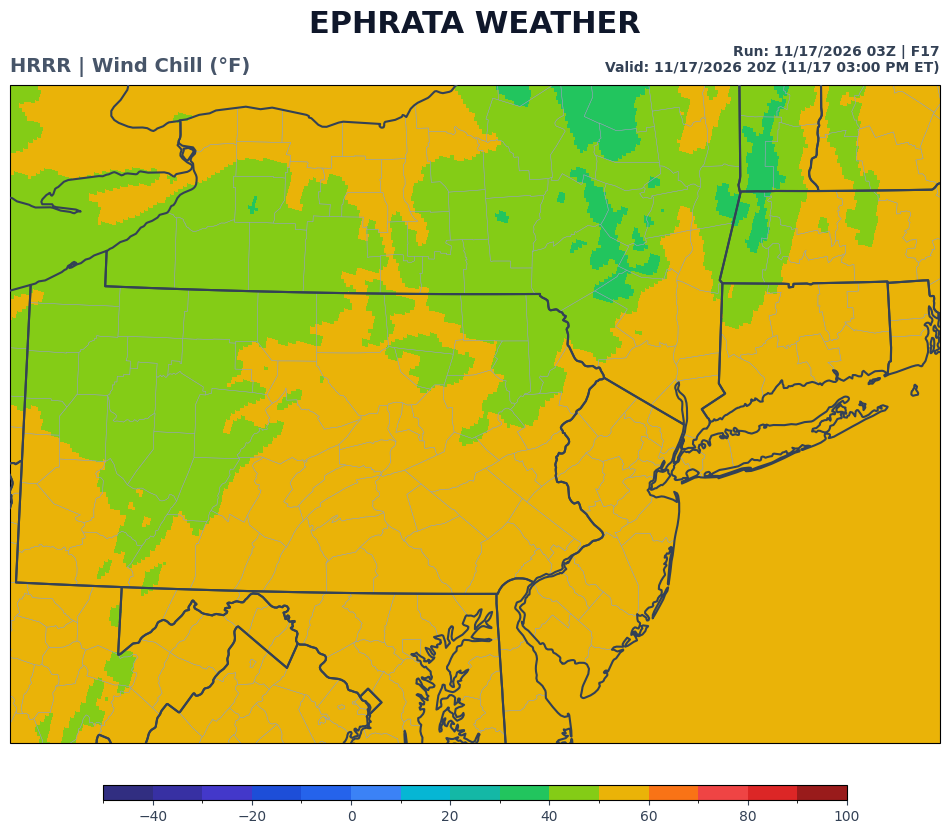 EPHRATA WEATHER
HRRR | Wind Chill (°F)
Run: 11/17/2026 03Z | F17
Valid: 11/17/2026 20Z (11/17 03:00 PM ET)
−40 −20 0 20 40 60 80 100